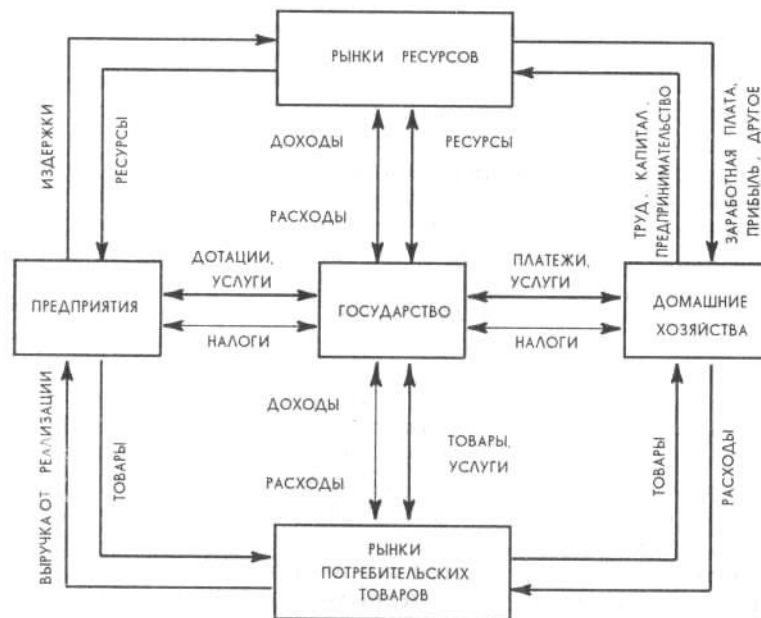 РЫНКИ РЕСУРСОВ
ИЗДЕРЖКИ
РЕСУРСЫ
ДОХОДЫ
РЕСУРСЫ
РАСХОДЫ
ТРУД, КАПИТАЛ,
ПРЕДПРИНИМАТЕЛЬСТВО
ЗАРАБОТНАЯ ПЛАТА,
ПРИБЫЛЬ, ДРУГОЕ
ПРЕДПРИЯТИЯ
ДОТАЦИИ,
УСЛУГИ
НАЛОГИ
ГОСУДАРСТВО
ПЛАТЕЖИ,
УСЛУГИ
НАЛОГИ
ДОМАШНИЕ
ХОЗЯЙСТВА
ВЫРУЧКА ОТ РЕАЛИЗАЦИИ
ТОВАРЫ
ДОХОДЫ
РАСХОДЫ
ТОВАРЫ,
УСЛУГИ
ТОВАРЫ
РАСХОДЫ
РЫНКИ
ПОТРЕБИТЕЛЬСКИХ
ТОВАРОВ